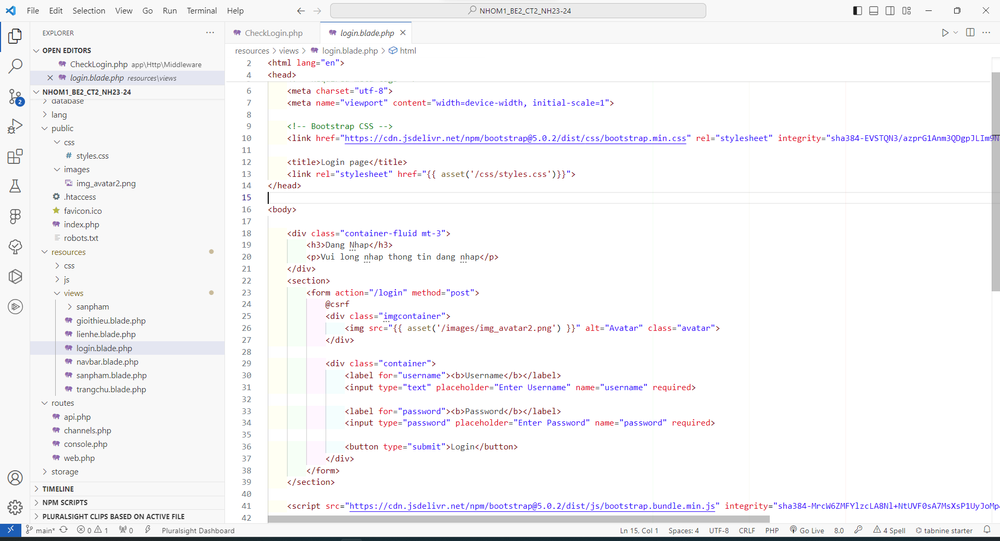 File Edit Selection View Go Run Terminal Help
NHOM1_BE2_CT2_NH23-24
EXPLORER
OPEN EDITORS
CheckLogin.php app\Http\Middleware
login.blade.php resources\views
NHOM1_BE2_CT2_NH23-24
database
lang
public
css
# styles.css
images
img_avatar2.png
.htaccess
favicon.ico
index.php
robots.txt
resources
css
js
views
sanpham
gioithieu.blade.php
lienhe.blade.php
login.blade.php
navbar.blade.php
sanpham.blade.php
trangchu.blade.php
routes
api.php
channels.php
console.php
web.php
storage
TIMELINE
NPM SCRIPTS
PLURALSIGHT CLIPS BASED ON ACTIVE FILE
2
CheckLogin.php login.blade.php
resources > views > login.blade.php > html
2 <html lang="en">
4 <head>
6 <meta charset="utf-8">
7 <meta name="viewport" content="width=device-width, initial-scale=1">
8
9 <!-- Bootstrap CSS -->
10 <link href="https://cdn.jsdelivr.net/npm/bootstrap@5.0.2/dist/css/bootstrap.min.css" rel="stylesheet" integrity="sha384-EVSTQN3/azprG1Anm3QDgpJLIm9N
11
12 <title>Login page</title>
13 <link rel="stylesheet" href="{{ asset('/css/styles.css')}}">
14 </head>
15
16 <body>
17
18 <div class="container-fluid mt-3">
19 <h3>Dang Nhap</h3>
20 <p>Vui long nhap thong tin dang nhap</p>
21 </div>
22 <section>
23 <form action="/login" method="post">
24 @csrf
25 <div class="imgcontainer">
26 <img src="{{ asset('/images/img_avatar2.png') }}" alt="Avatar" class="avatar">
27 </div>
28
29 <div class="container">
30 <label for="username"><b>Username</b></label>
31 <input type="text" placeholder="Enter Username" name="username" required>
32
33 <label for="password"><b>Password</b></label>
34 <input type="password" placeholder="Enter Password" name="password" required>
35
36 <button type="submit">Login</button>
37 </div>
38 </form>
39 </section>
40
41 <script src="https://cdn.jsdelivr.net/npm/bootstrap@5.0.2/dist/js/bootstrap.bundle.min.js" integrity="sha384-MrcW6ZMFYlzcLA8Nl+NtUVF0sA7MsXsP1UyJoMp4
42
main* 0 1 0 Pluralsight Dashboard Ln 15, Col 1 Spaces: 4 UTF-8 CRLF PHP Go Live 8.0 4 Spell tabnine starter